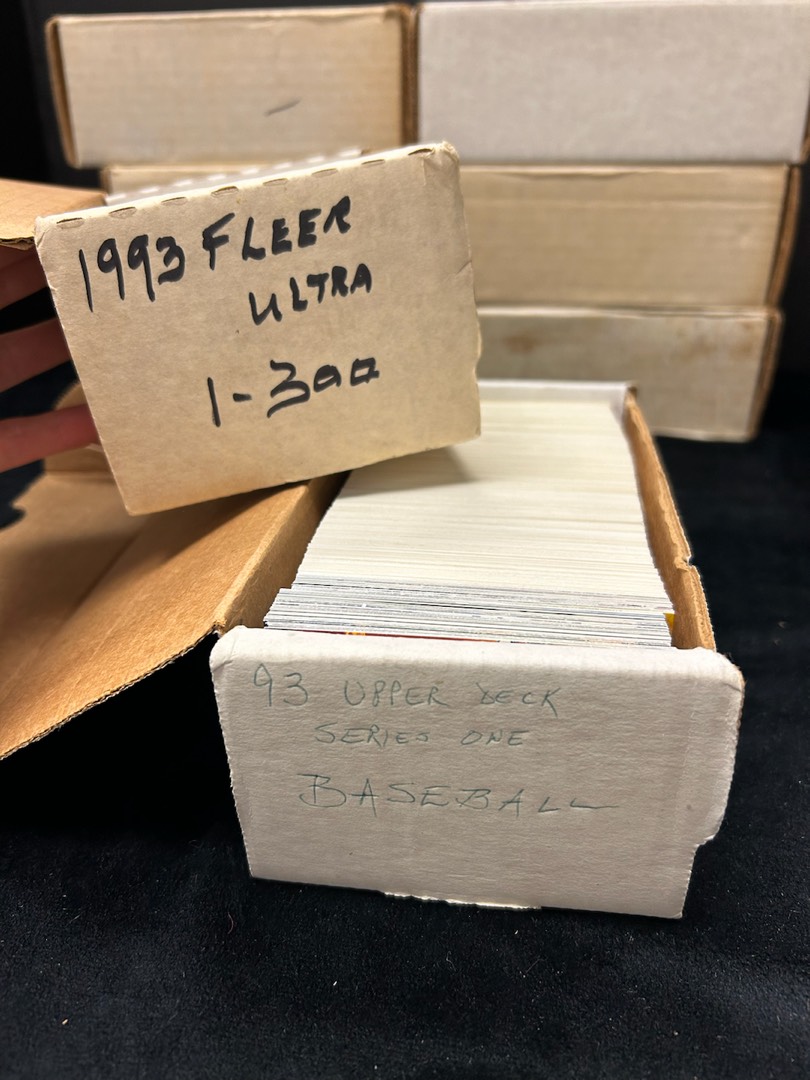 1993 FLEER
ULTRA
1-300
93 UPPER DECK
SERIES ONE
BASEBALL